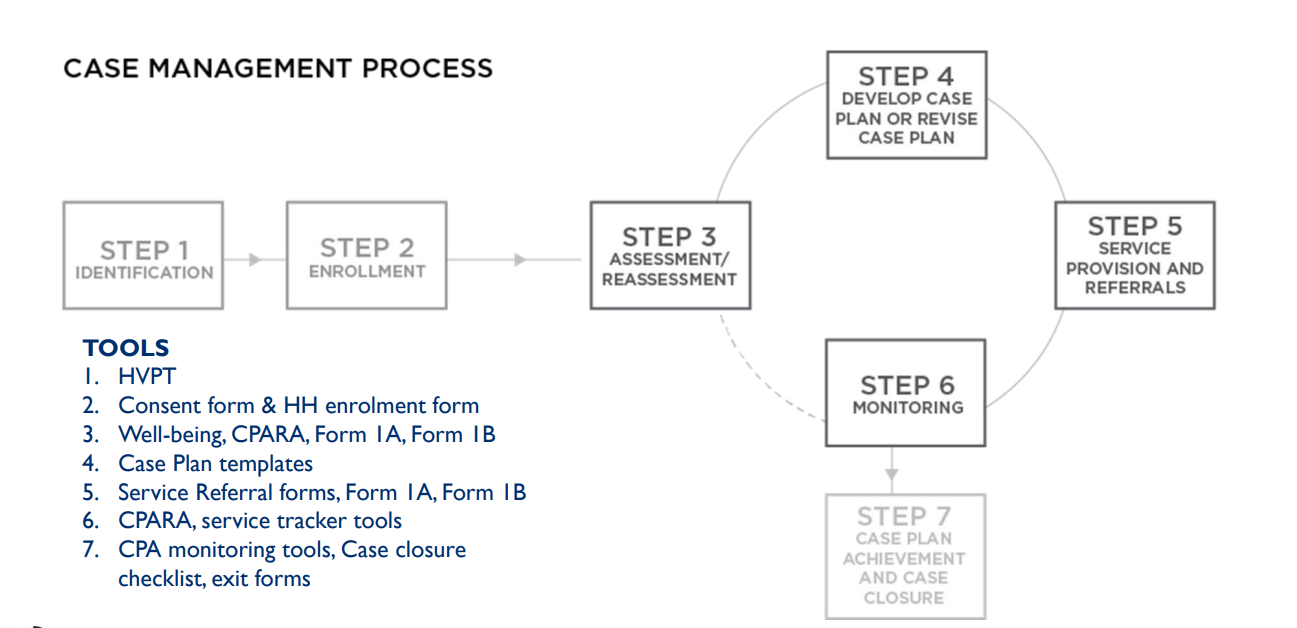 CASE MANAGEMENT PROCESS
STEP 1
IDENTIFICATION
STEP 2
ENROLLMENT
STEP 3
ASSESSMENT/
REASSESSMENT
STEP 4
DEVELOP CASE
PLAN OR REVISE
CASE PLAN
STEP 5
SERVICE
PROVISION AND
REFERRALS
STEP 6
MONITORING
STEP 7
CASE PLAN
ACHIEVEMENT
AND CASE
CLOSURE
TOOLS
1. HVPT
2. Consent form & HH enrolment form
3. Well-being, CPARA, Form 1A, Form 1B
4. Case Plan templates
5. Service Referral forms, Form 1A, Form 1B
6. CPARA, service tracker tools
7. CPA monitoring tools, Case closure
checklist, exit forms